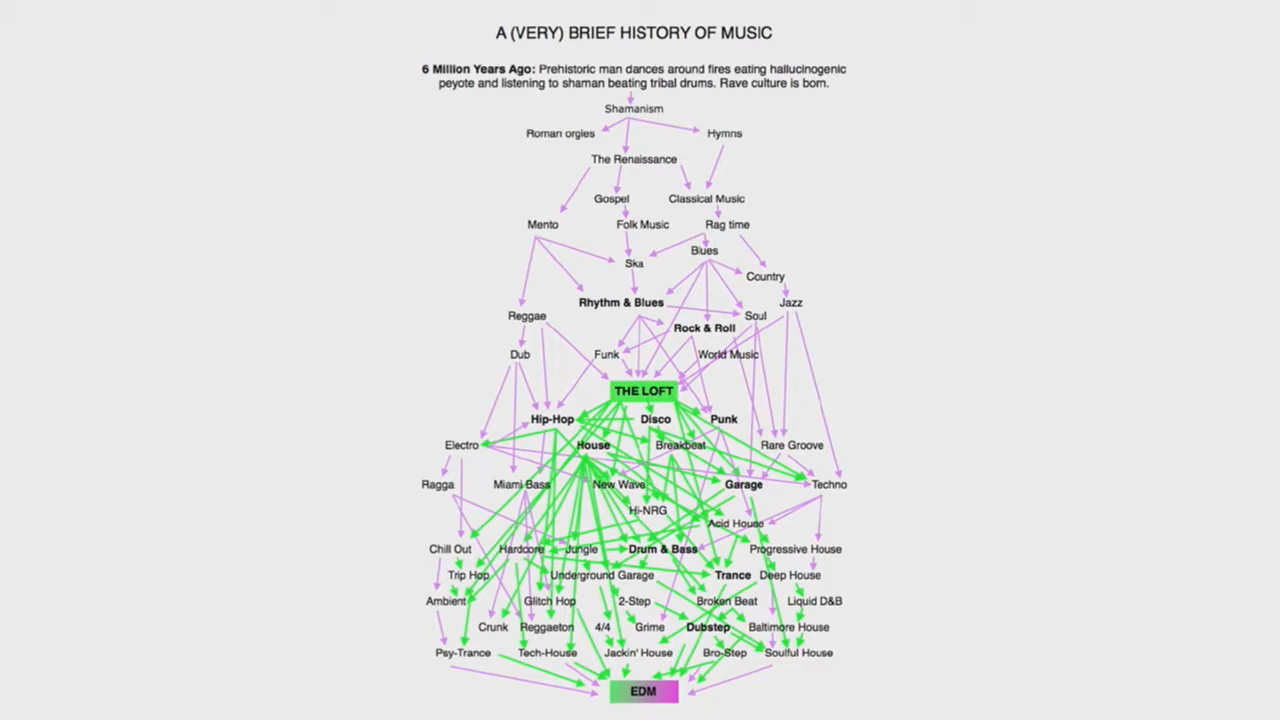 A (VERY) BRIEF HISTORY OF MUSIC
6 Million Years Ago: Prehistoric man dances around fires eating hallucinogenic
peyote and listening to shaman beating tribal drums. Rave culture is born.
Shamanism
Roman orgies
Hymns
The Renaissance
Gospel
Classical Music
Mento
Folk Music
Rag time
Blues
Ska
Country
Rhythm & Blues
Jazz
Reggae
Soul
Rock & Roll
Dub
Funk
World Music
THE LOFT
Hip-Hop
Disco
Punk
Electro
House
Breakbeat
Rare Groove
Ragga
Miami Bass
New Wave
Garage
Techno
Hi-NRG
Acid House
Chill Out
Hardcore
Jungle
Drum & Bass
Progressive House
Trip Hop
Underground Garage
Trance
Deep House
Ambient
Glitch Hop
2-Step
Broken Beat
Liquid D&B
Crunk
Reggaeton
4/4
Grime
Dubstep
Baltimore House
Psy-Trance
Tech-House
Jackin' House
Bro-Step
Soulful House
EDM